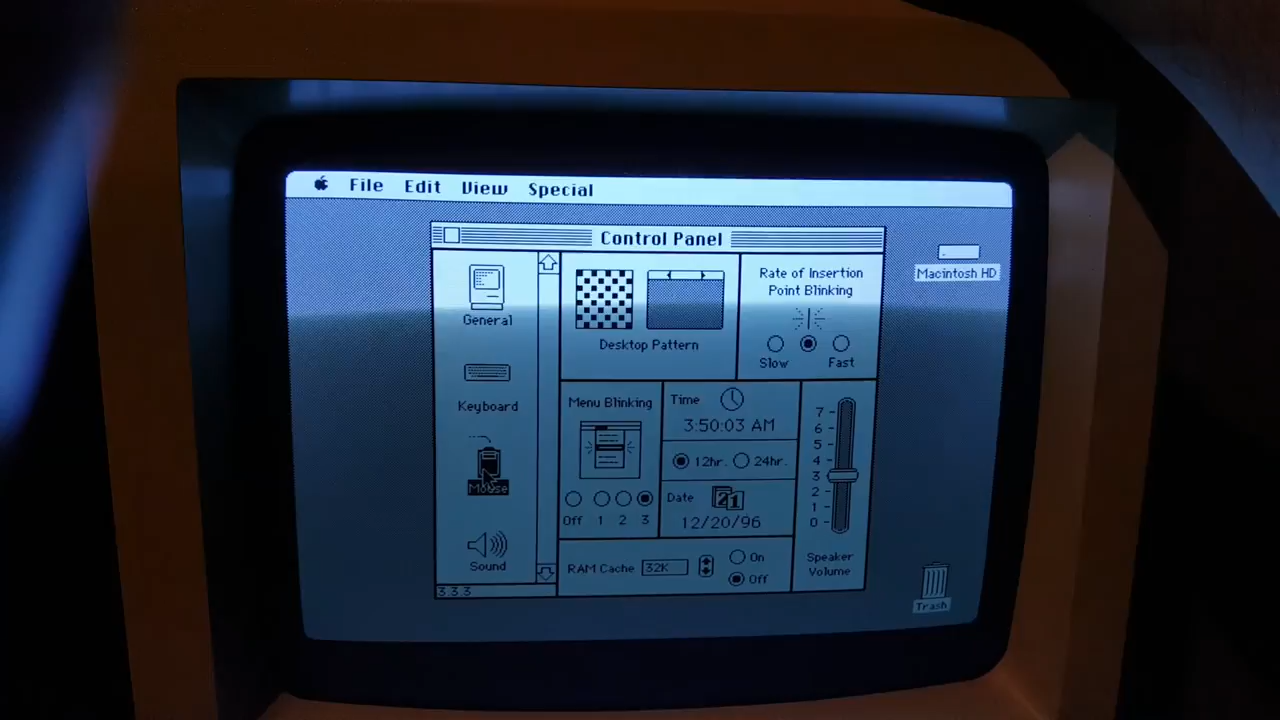 File Edit View Special
Control Panel
Macintosh HD
General
Keyboard
Mouse
Sound
3.3.3
Desktop Pattern
Rate of Insertion
Point Blinking
Slow Fast
Menu Blinking
Off 1 2 3
Time
3:50:03 AM
12hr. 24hr.
Date
21
12/20/96
RAM Cache 32K
On
Off
7
6
5
4
3
2
1
0
Speaker
Volume
Trash